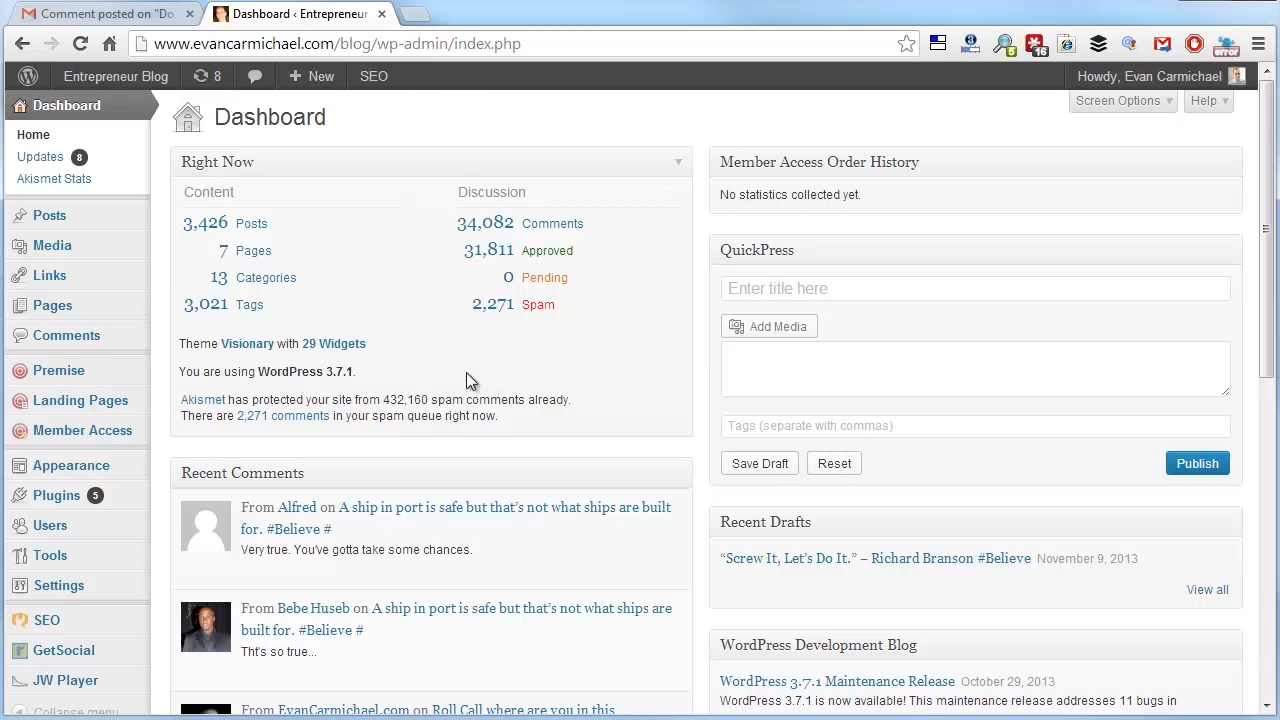 Comment posted on "Do
Dashboard ‹ Entrepreneur
www.evancarmichael.com/blog/wp-admin/index.php
5
16
error
Entrepreneur Blog
8
New
SEO
Howdy, Evan Carmichael
Dashboard
Home
Updates 8
Akismet Stats
Posts
Media
Links
Pages
Comments
Premise
Landing Pages
Member Access
Appearance
Plugins 5
Users
Tools
Settings
SEO
GetSocial
JW Player
Collapse menu
Screen Options
Help
Dashboard
Right Now
Content
Discussion
3,426 Posts
34,082 Comments
7 Pages
31,811 Approved
13 Categories
0 Pending
3,021 Tags
2,271 Spam
Theme Visionary with 29 Widgets
You are using WordPress 3.7.1.
Akismet has protected your site from 432,160 spam comments already.
There are 2,271 comments in your spam queue right now.
Recent Comments
From Alfred on A ship in port is safe but that's not what ships are built
for. #Believe #
Very true. You've gotta take some chances.
From Bebe Huseb on A ship in port is safe but that's not what ships are
built for. #Believe #
Tht's so true...
From EvanCarmichael.com on Roll Call where are you in this
Member Access Order History
No statistics collected yet.
QuickPress
Enter title here
Add Media
Tags (separate with commas)
Save Draft
Reset
Publish
Recent Drafts
“Screw It, Let's Do It.” – Richard Branson #Believe November 9, 2013
View all
WordPress Development Blog
WordPress 3.7.1 Maintenance Release October 29, 2013
WordPress 3.7.1 is now available! This maintenance release addresses 11 bugs in